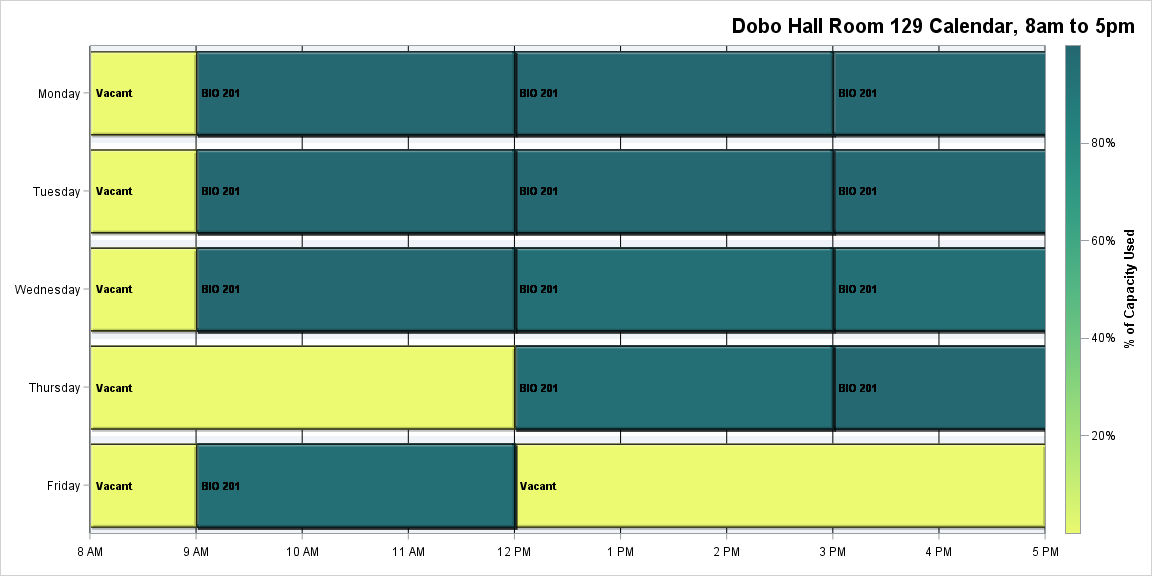 Dobo Hall Room 129 Calendar, 8am to 5pm
Monday Vacant BIO 201 BIO 201 BIO 201
Tuesday Vacant BIO 201 BIO 201 BIO 201
Wednesday Vacant BIO 201 BIO 201 BIO 201
Thursday Vacant BIO 201 BIO 201
Friday Vacant BIO 201 Vacant
8 AM 9 AM 10 AM 11 AM 12 PM 1 PM 2 PM 3 PM 4 PM 5 PM
80%
60%
40%
20%
% of Capacity Used